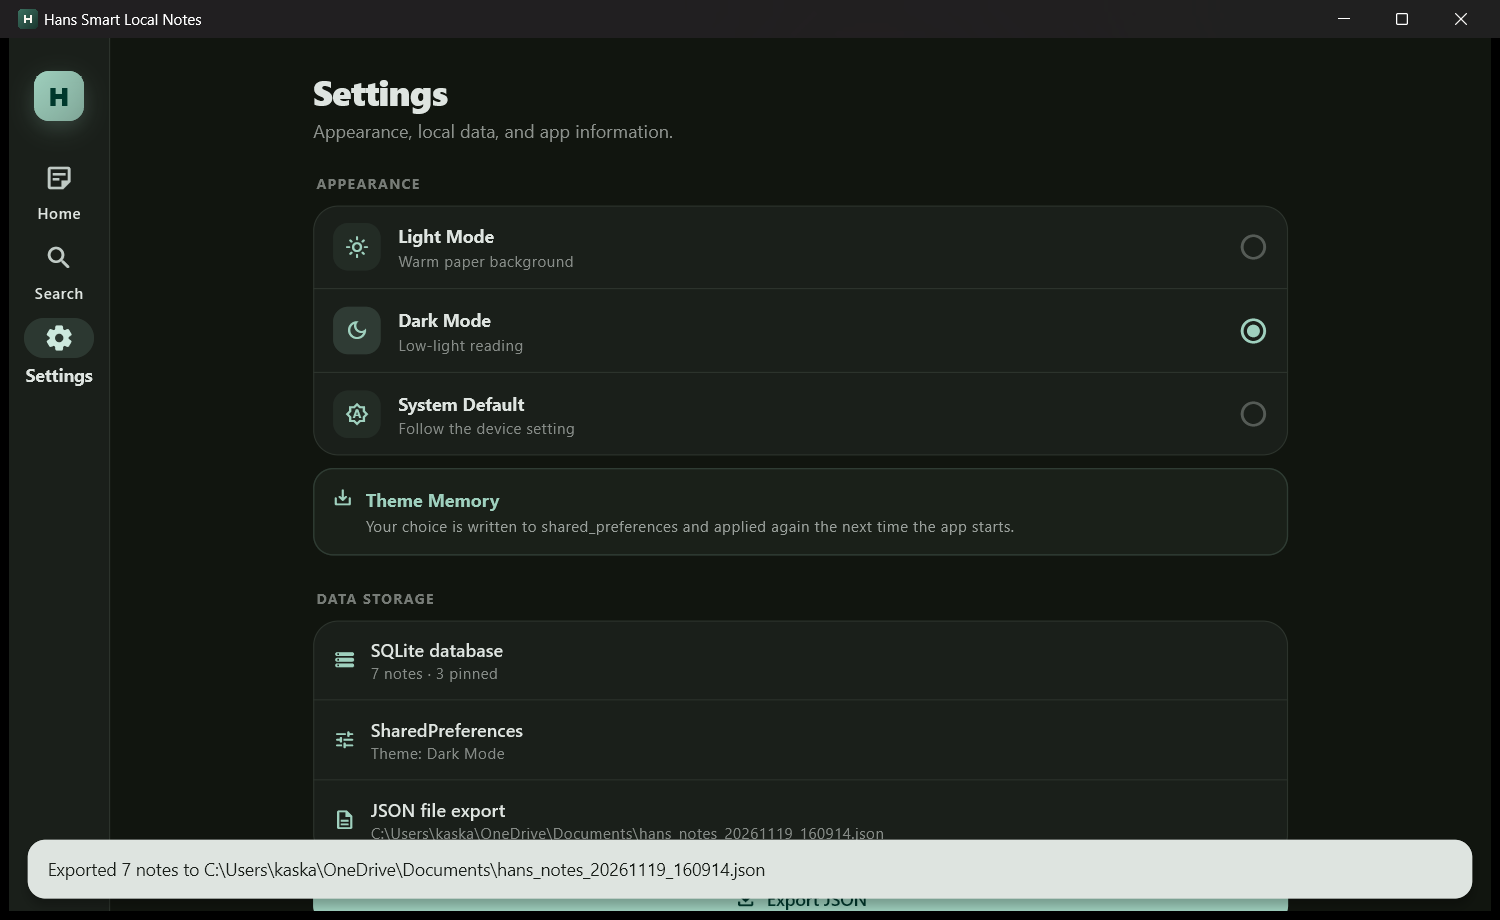 H Hans Smart Local Notes
H
Home
Search
Settings
Settings
Appearance, local data, and app information.
APPEARANCE
Light Mode
Warm paper background
Dark Mode
Low-light reading
A
System Default
Follow the device setting
Theme Memory
Your choice is written to shared_preferences and applied again the next time the app starts.
DATA STORAGE
SQLite database
7 notes · 3 pinned
SharedPreferences
Theme: Dark Mode
JSON file export
C:\Users\kaska\OneDrive\Documents\hans_notes_20261119_160914.json
Exported 7 notes to C:\Users\kaska\OneDrive\Documents\hans_notes_20261119_160914.json
Export JSON